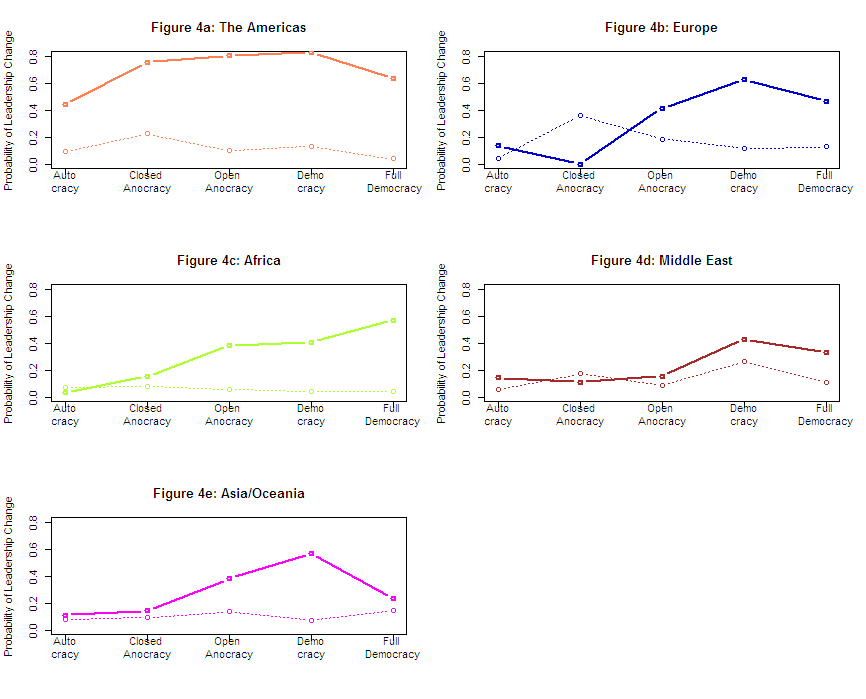 Figure 4a: The Americas
Probability of Leadership Change
0.0 0.2 0.4 0.6 0.8
Auto Closed Open Demo Full
cracy Anocracy Anocracy cracy Democracy
Figure 4b: Europe
Probability of Leadership Change
0.0 0.2 0.4 0.6 0.8
Auto Closed Open Demo Full
cracy Anocracy Anocracy cracy Democracy
Figure 4c: Africa
Probability of Leadership Change
0.0 0.2 0.4 0.6 0.8
Auto Closed Open Demo Full
cracy Anocracy Anocracy cracy Democracy
Figure 4d: Middle East
Probability of Leadership Change
0.0 0.2 0.4 0.6 0.8
Auto Closed Open Demo Full
cracy Anocracy Anocracy cracy Democracy
Figure 4e: Asia/Oceania
Probability of Leadership Change
0.0 0.2 0.4 0.6 0.8
Auto Closed Open Demo Full
cracy Anocracy Anocracy cracy Democracy